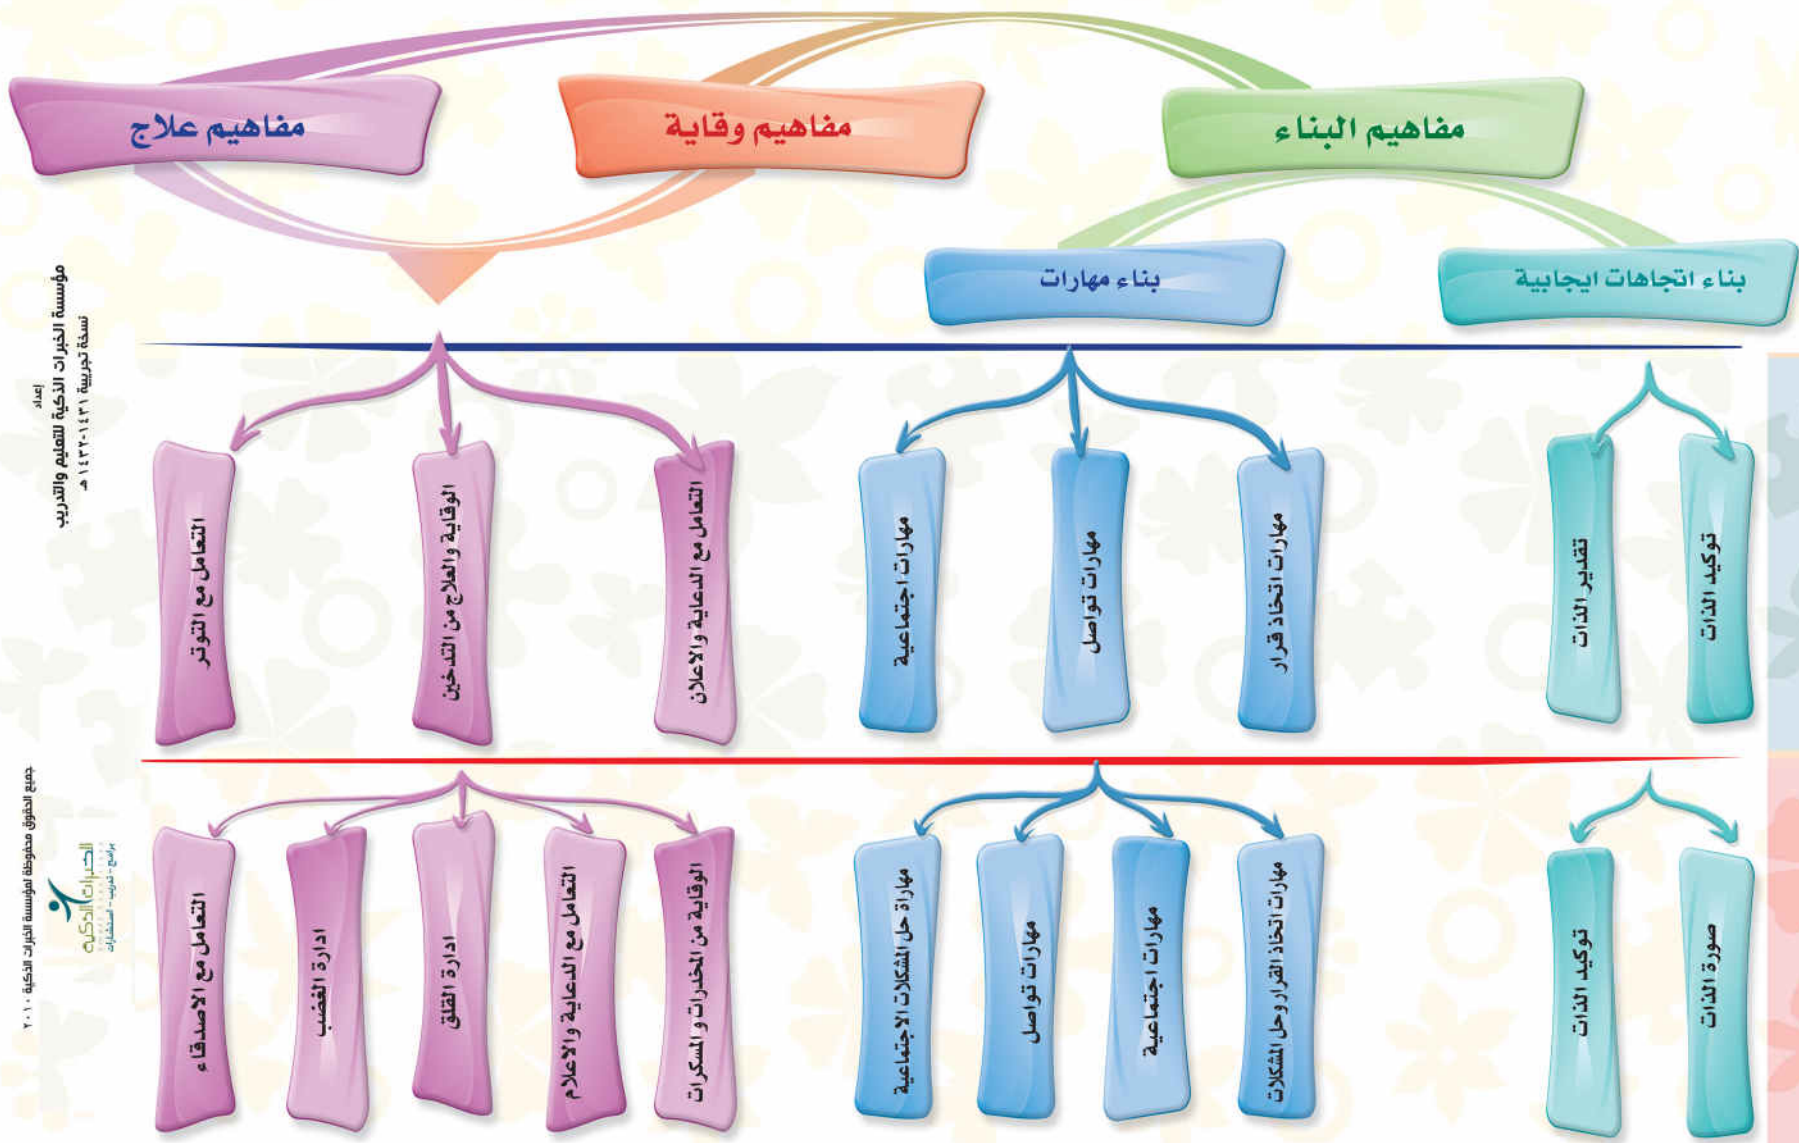 مفاهيم البناء
مفاهيم وقاية
مفاهيم علاج
بناء اتجاهات ايجابية
بناء مهارات
توكيد الذات
تقدير الذات
مهارات اتخاذ قرار
مهارات تواصل
مهارات اجتماعية
التعامل مع الدعاية والاعلان
الوقاية والعلاج من التدخين
التعامل مع التوتر
صورة الذات
توكيد الذات
مهارات اتخاذ القرار وحل المشكلات
مهارات اجتماعية
مهارات تواصل
مهاراة حل المشكلات الاجتماعية
الوقاية من المخدرات والمسكرات
التعامل مع الدعاية والاعلام
ادارة القلق
ادارة الغضب
التعامل مع الاصدقاء
إعداد
مؤسسة الخبرات الذكية للتعليم والتدريب
نسخة تجريبية ١٤٣١-١٤٣٢ هـ
جميع الحقوق محفوظة لمؤسسة الخبرات الذكية ٢٠١٠
الخبرات الذكية
برامج - تدريب - استشارات